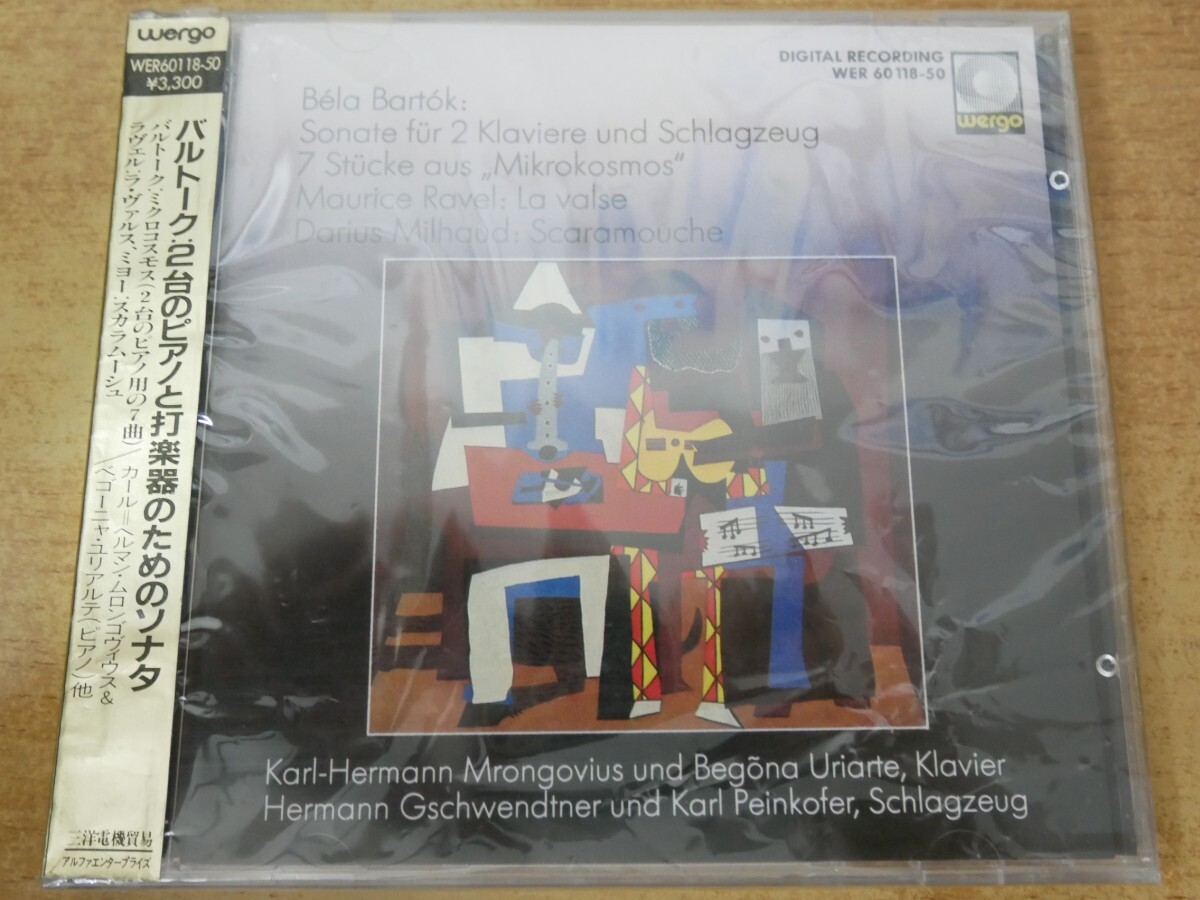 wergo
WER60118-50
¥3,300
バルトーク:2台のピアノと打楽器のためのソナタ
バルトーク:ミクロコスモス(2台のピアノ用の7曲)/カール=ヘルマン・ムロンゴヴィウス&
ラヴェル:ラ・ヴァルス、ミヨー:スカラムーシュ
ベゴーニャ・ユリアルテ(ピアノ)他
三洋電機貿易
アルファエンタープライズ
DIGITAL RECORDING
WER 60118-50
wergo
Béla Bartók:
Sonate für 2 Klaviere und Schlagzeug
7 Stücke aus „Mikrokosmos“
Maurice Ravel: La valse
Darius Milhaud: Scaramouche
Karl-Hermann Mrongovius und Begõna Uriarte, Klavier
Hermann Gschwendtner und Karl Peinkofer, Schlagzeug